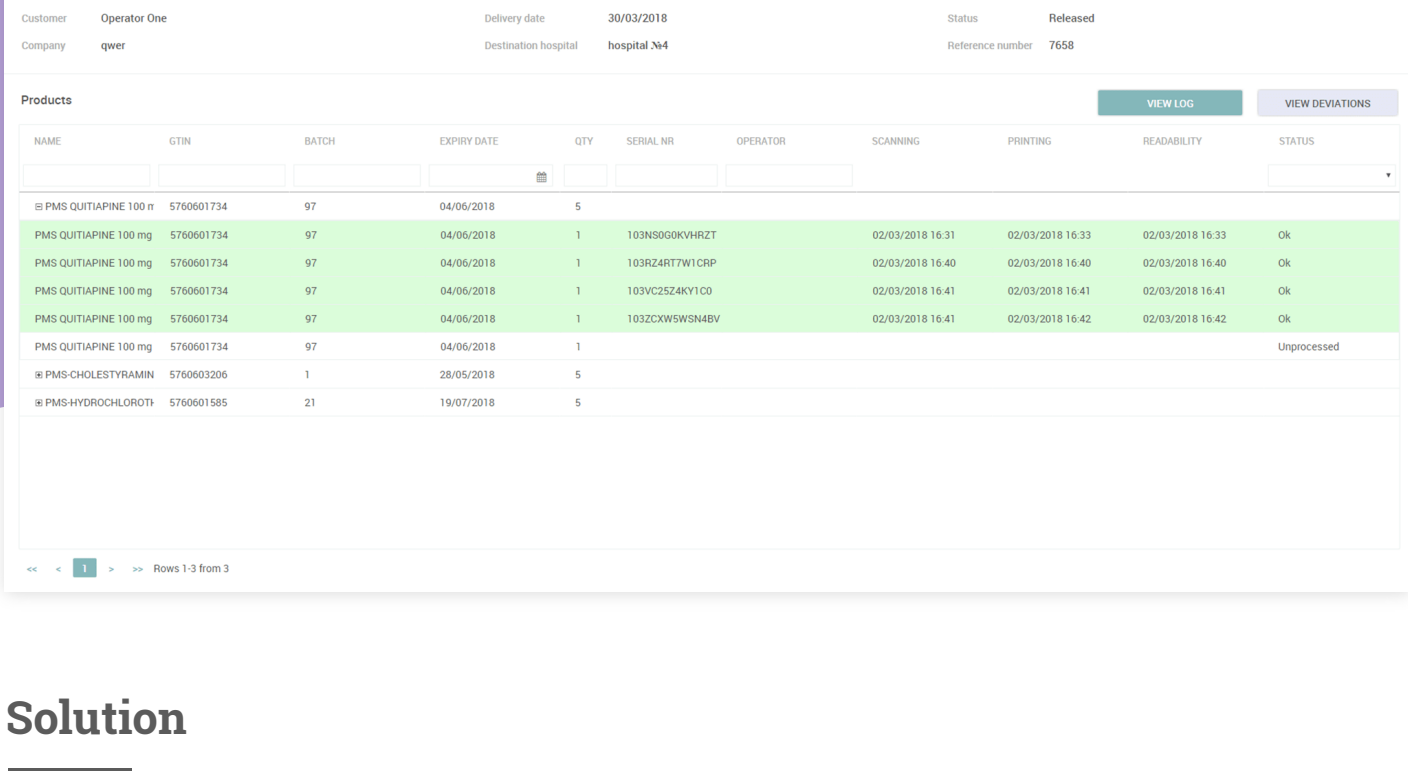 Customer Operator One Delivery date 30/03/2018 Status Released
Company qwer Destination hospital hospital №4 Reference number 7658
Products VIEW LOG VIEW DEVIATIONS
NAME GTIN BATCH EXPIRY DATE QTY SERIAL NR OPERATOR SCANNING PRINTING READABILITY STATUS
PMS QUITIAPINE 100 m 5760601734 97 04/06/2018 5
PMS QUITIAPINE 100 mg 5760601734 97 04/06/2018 1 103NS0G0KVHRZT 02/03/2018 16:31 02/03/2018 16:33 02/03/2018 16:33 Ok
PMS QUITIAPINE 100 mg 5760601734 97 04/06/2018 1 103RZ4RT7W1CRP 02/03/2018 16:40 02/03/2018 16:40 02/03/2018 16:40 Ok
PMS QUITIAPINE 100 mg 5760601734 97 04/06/2018 1 103VC25Z4KY1C0 02/03/2018 16:41 02/03/2018 16:41 02/03/2018 16:41 Ok
PMS QUITIAPINE 100 mg 5760601734 97 04/06/2018 1 103ZCXW5WSN4BV 02/03/2018 16:41 02/03/2018 16:42 02/03/2018 16:42 Ok
PMS QUITIAPINE 100 mg 5760601734 97 04/06/2018 1 Unprocessed
PMS-CHOLESTYRAMIN 5760603206 1 28/05/2018 5
PMS-HYDROCHLOROTH 5760601585 21 19/07/2018 5
<< < 1 > >> Rows 1-3 from 3
Solution